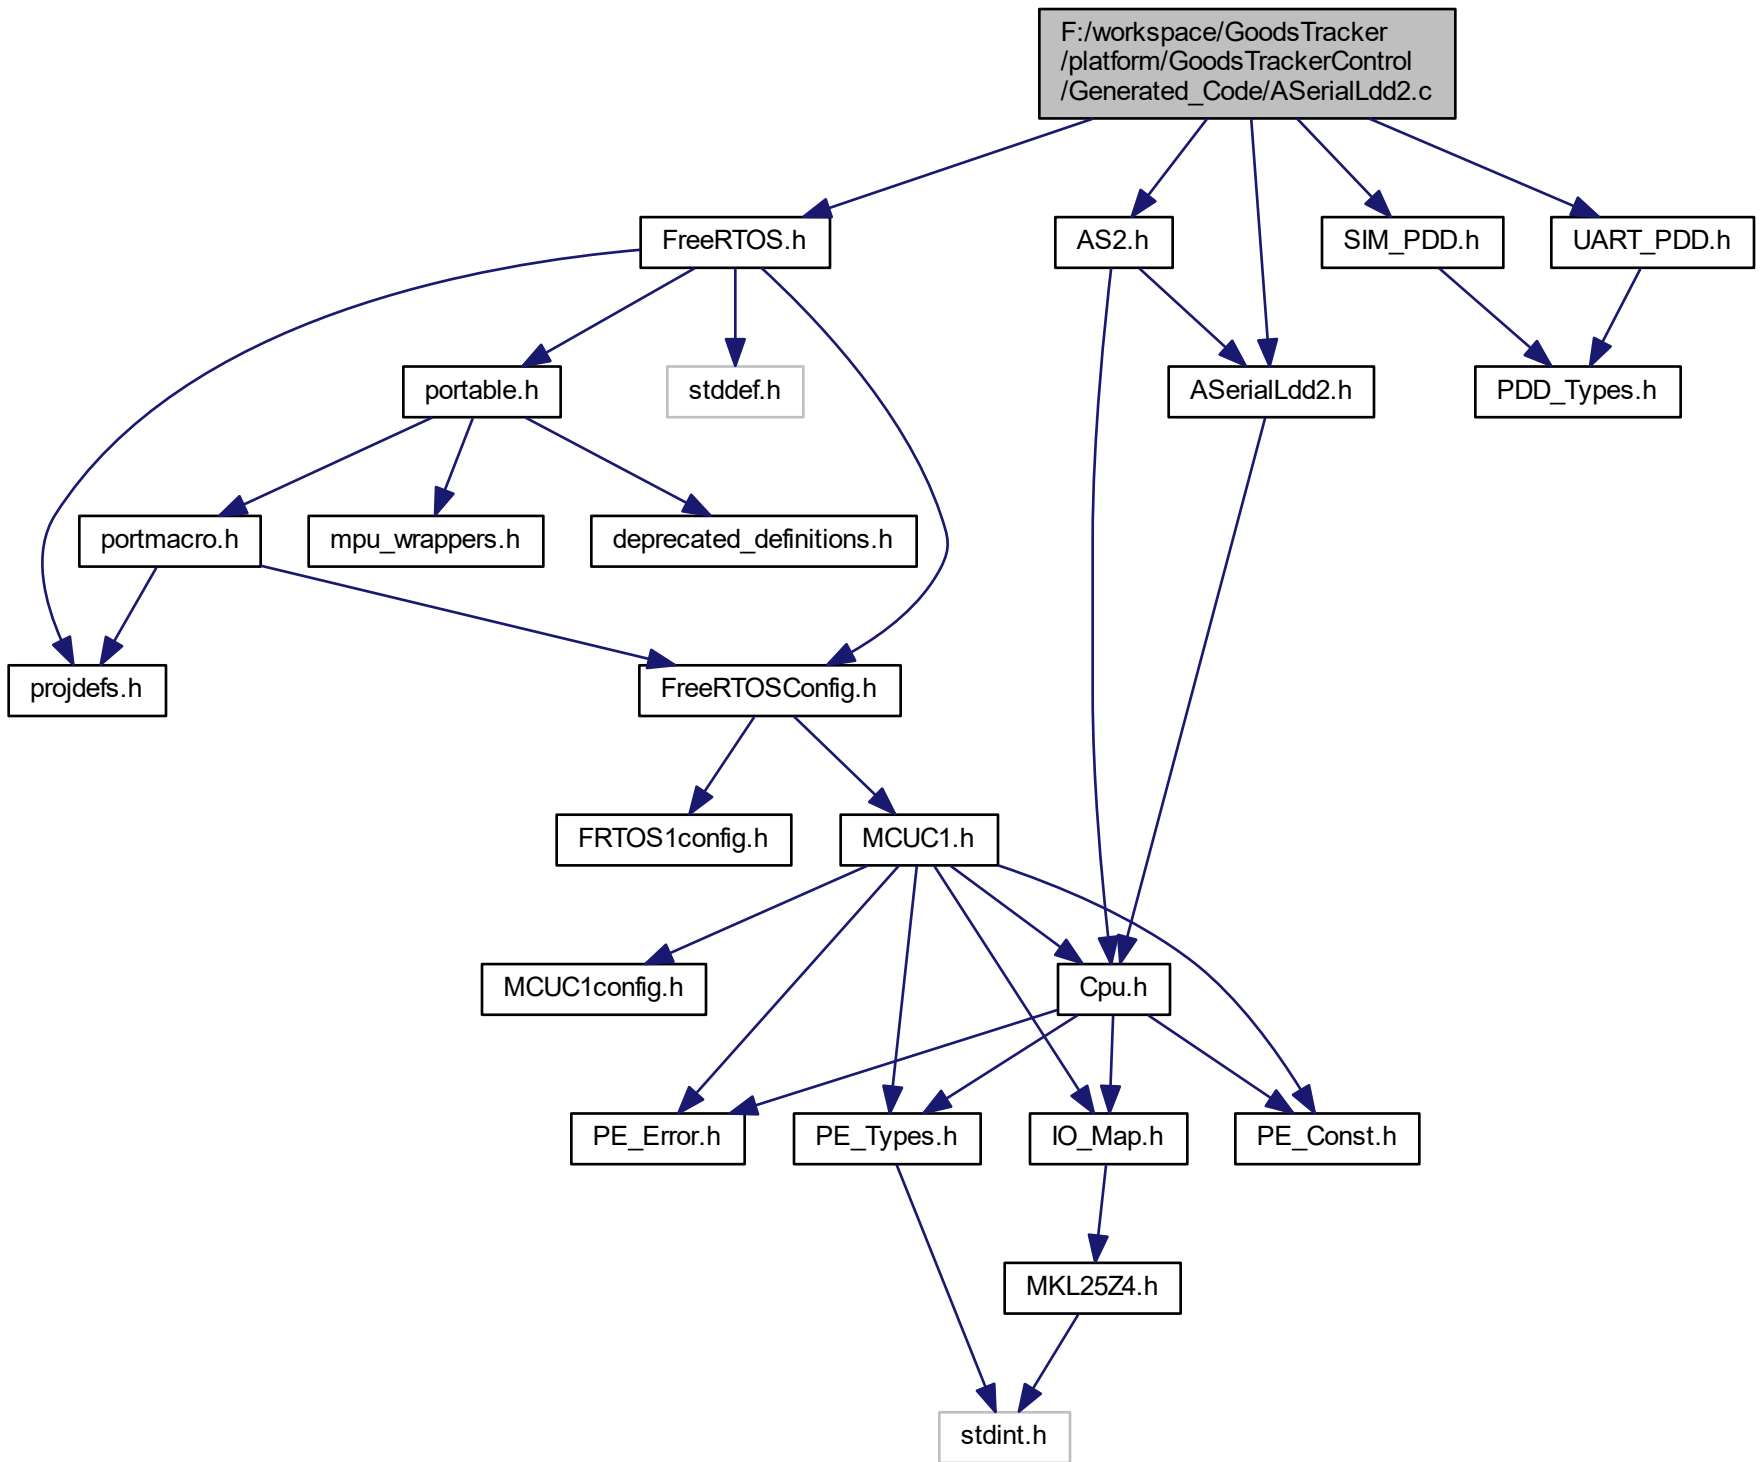 F:/workspace/GoodsTracker
/platform/GoodsTrackerControl
/Generated_Code/ASerialLdd2.c
FreeRTOS.h
AS2.h
SIM_PDD.h
UART_PDD.h
portable.h
stddef.h
ASerialLdd2.h
PDD_Types.h
portmacro.h
mpu_wrappers.h
deprecated_definitions.h
projdefs.h
FreeRTOSConfig.h
FRTOS1config.h
MCUC1.h
MCUC1config.h
Cpu.h
PE_Error.h
PE_Types.h
IO_Map.h
PE_Const.h
MKL25Z4.h
stdint.h